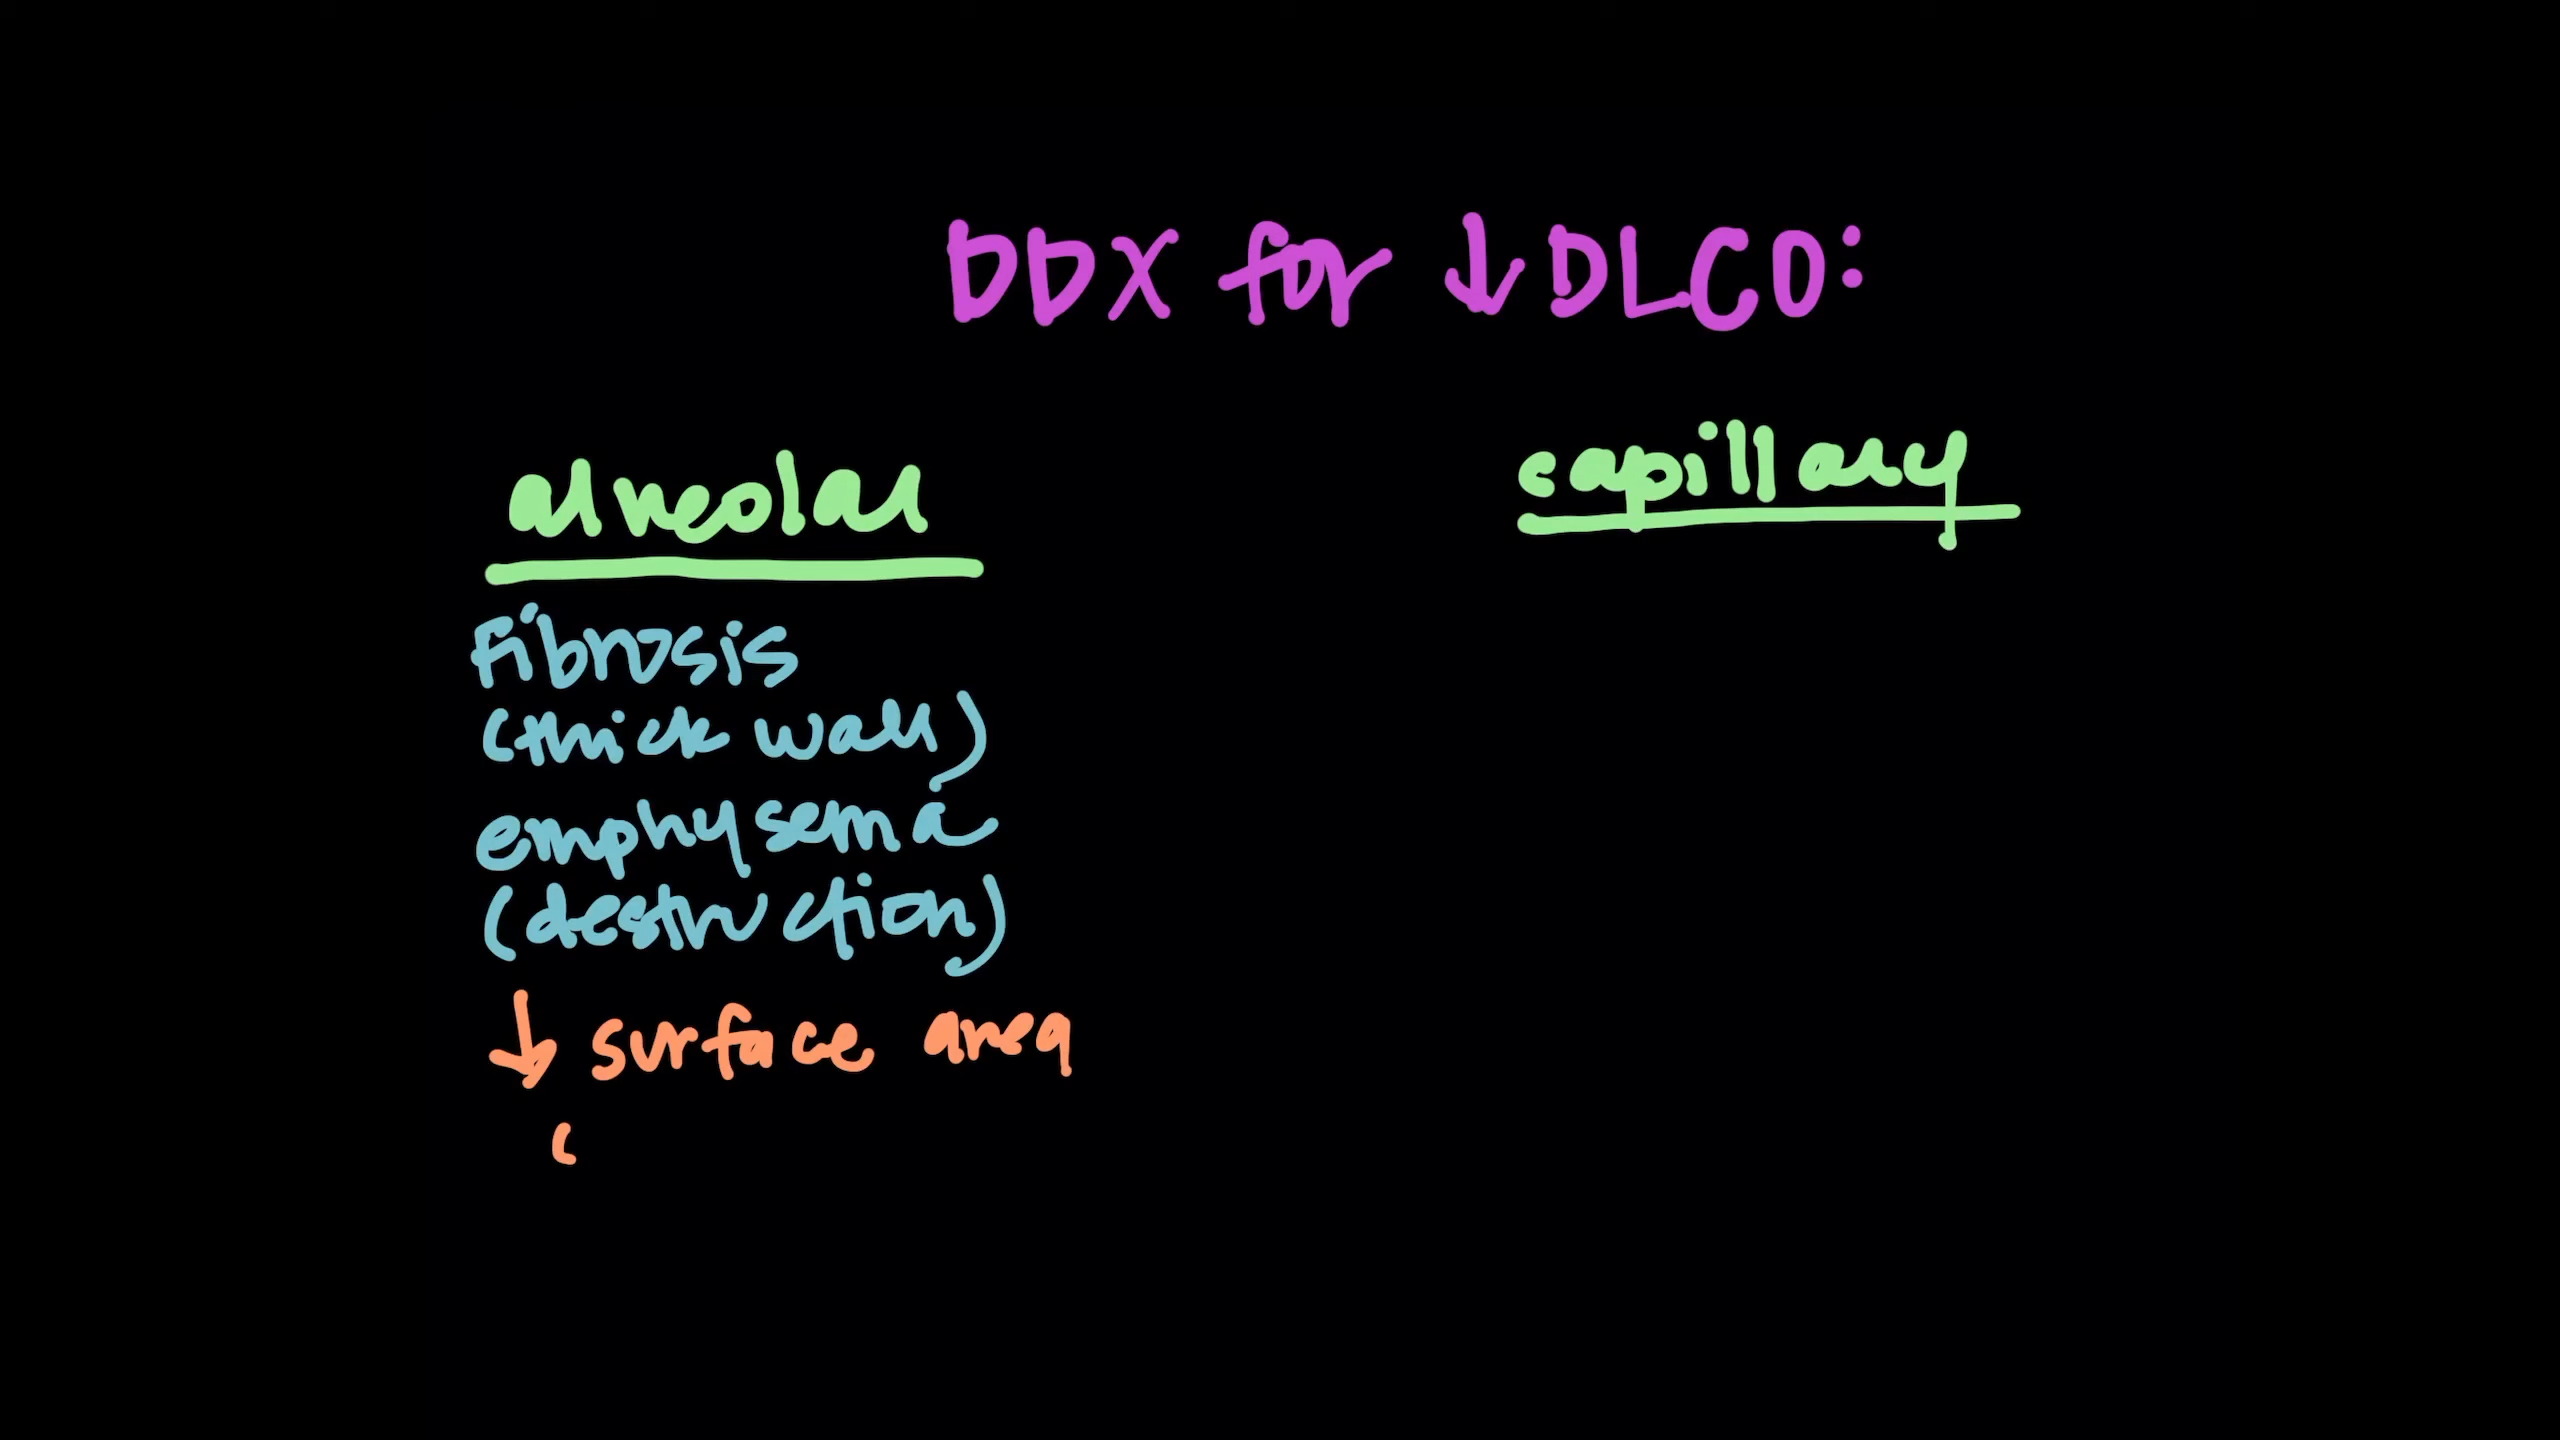 DDX for ↓DLCO:
alveolar
capillary
Fibrosis
(thick wall)
emphysema
(destruction)
↓ surface area
c